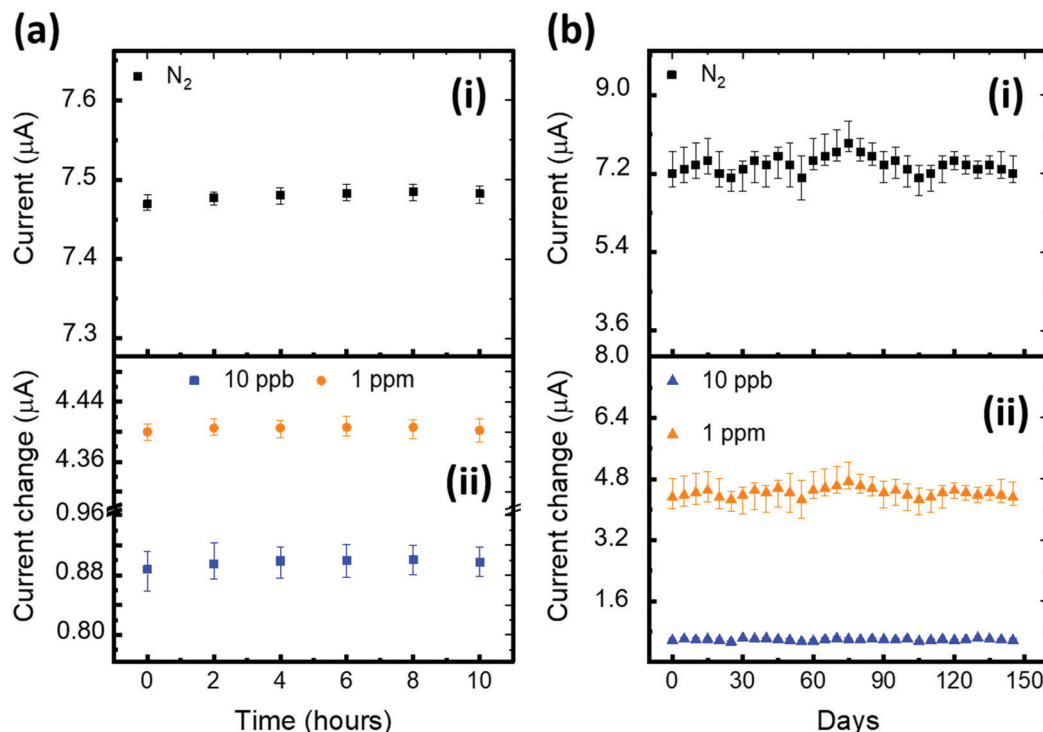 (a)
N₂
(i)
7.6
7.5
7.4
7.3
Current (μA)
10 ppb 1 ppm
(ii)
4.44
4.36
0.96
0.88
0.80
Current change (μA)
0 2 4 6 8 10
Time (hours)
(b)
N₂
(i)
9.0
7.2
5.4
3.6
Current (μA)
8.0
10 ppb
1 ppm
(ii)
6.4
4.8
3.2
1.6
Current change (μA)
0 30 60 90 120 150
Days